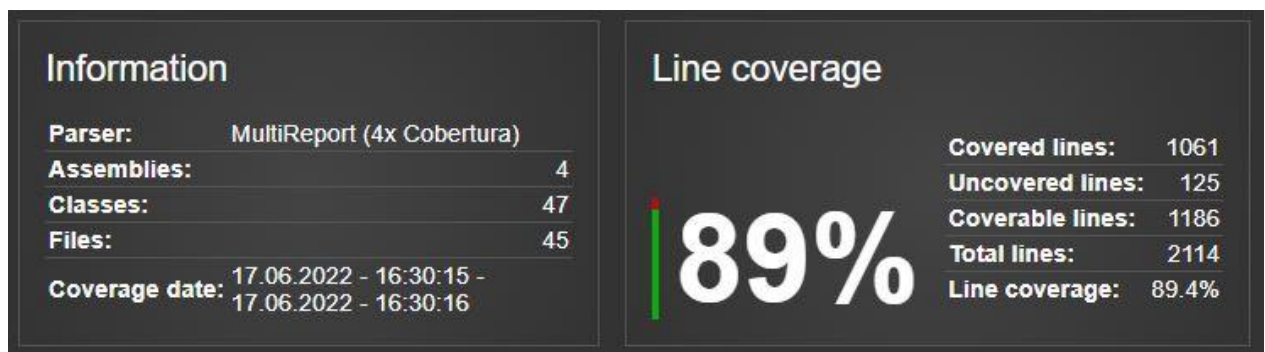 Information
Parser: MultiReport (4x Cobertura)
Assemblies: 4
Classes: 47
Files: 45
Coverage date: 17.06.2022 - 16:30:15 -
17.06.2022 - 16:30:16
Line coverage
89%
Covered lines: 1061
Uncovered lines: 125
Coverable lines: 1186
Total lines: 2114
Line coverage: 89.4%